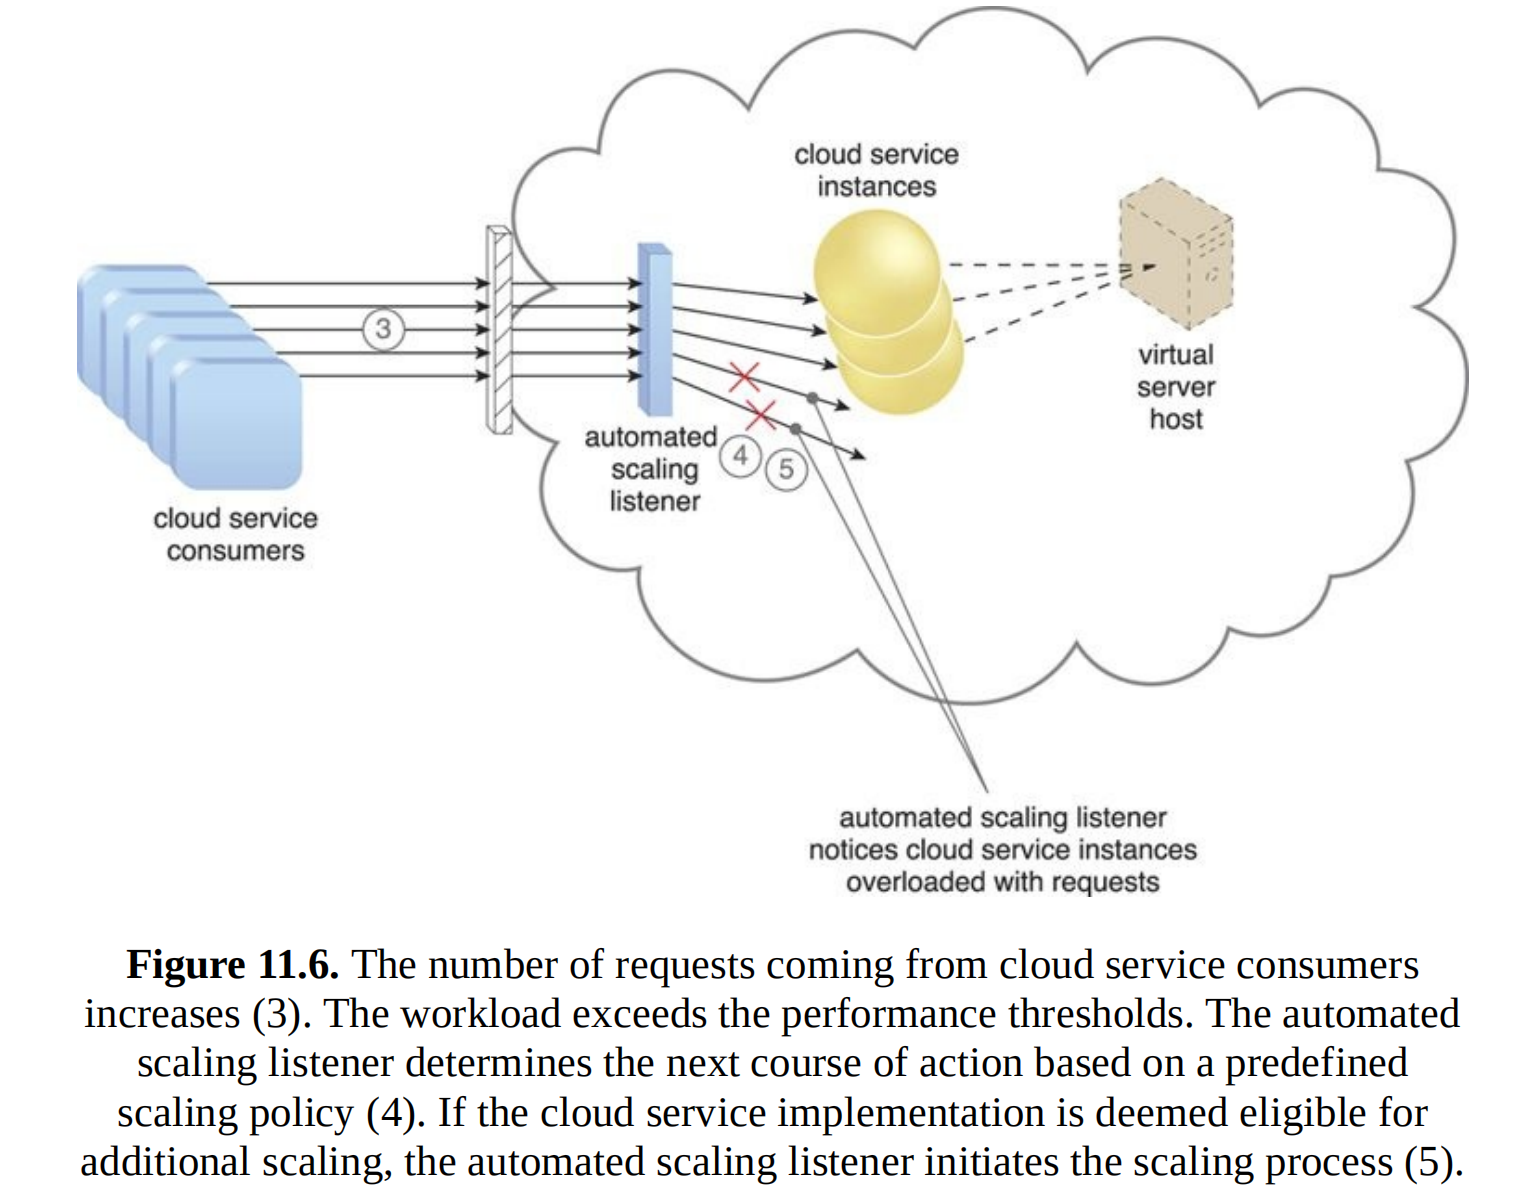 cloud service
instances
3
virtual
server
host
automated
scaling
listener
4
5
cloud service
consumers
automated scaling listener
notices cloud service instances
overloaded with requests
Figure 11.6. The number of requests coming from cloud service consumers
increases (3). The workload exceeds the performance thresholds. The automated
scaling listener determines the next course of action based on a predefined
scaling policy (4). If the cloud service implementation is deemed eligible for
additional scaling, the automated scaling listener initiates the scaling process (5).